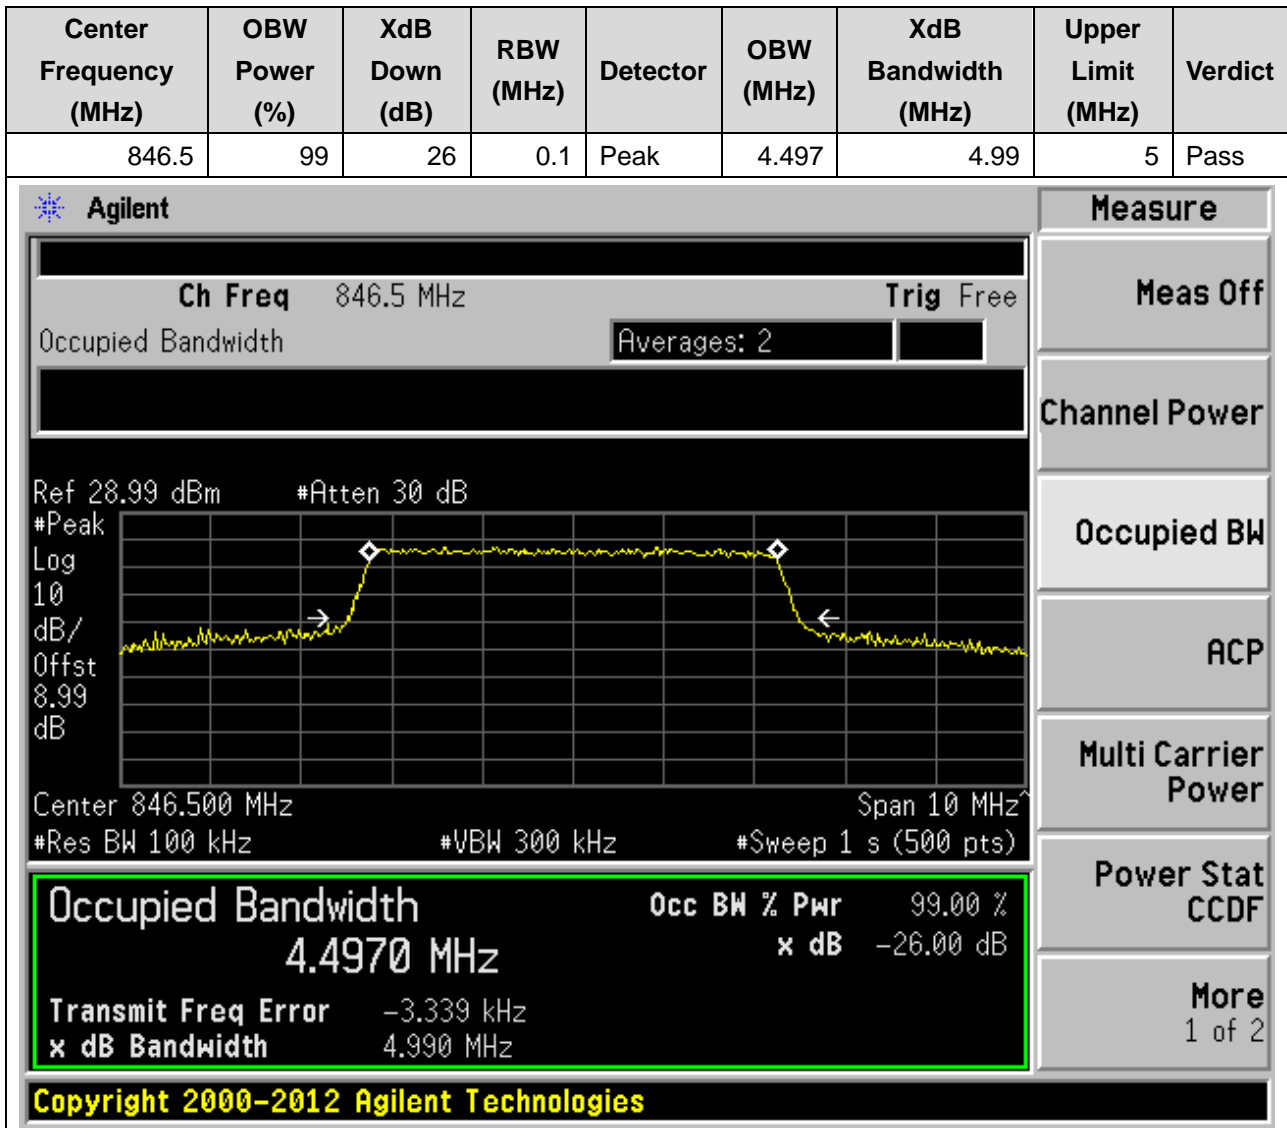 Center Frequency (MHz) OBW Power (%) XdB Down (dB) RBW (MHz) Detector OBW (MHz) XdB Bandwidth (MHz) Upper Limit (MHz) Verdict
846.5 99 26 0.1 Peak 4.497 4.99 5 Pass
Agilent
Measure
Ch Freq 846.5 MHz Trig Free
Occupied Bandwidth Averages: 2
Ref 28.99 dBm #Atten 30 dB
#Peak
Log
10
dB/
Offst
8.99
dB
Center 846.500 MHz Span 10 MHz^
#Res BW 100 kHz #VBW 300 kHz #Sweep 1 s (500 pts)
Occupied Bandwidth Occ BW % Pwr 99.00 %
4.4970 MHz x dB -26.00 dB
Transmit Freq Error -3.339 kHz
x dB Bandwidth 4.990 MHz
Meas Off
Channel Power
Occupied BW
ACP
Multi Carrier
Power
Power Stat
CCDF
More
1 of 2
Copyright 2000-2012 Agilent Technologies